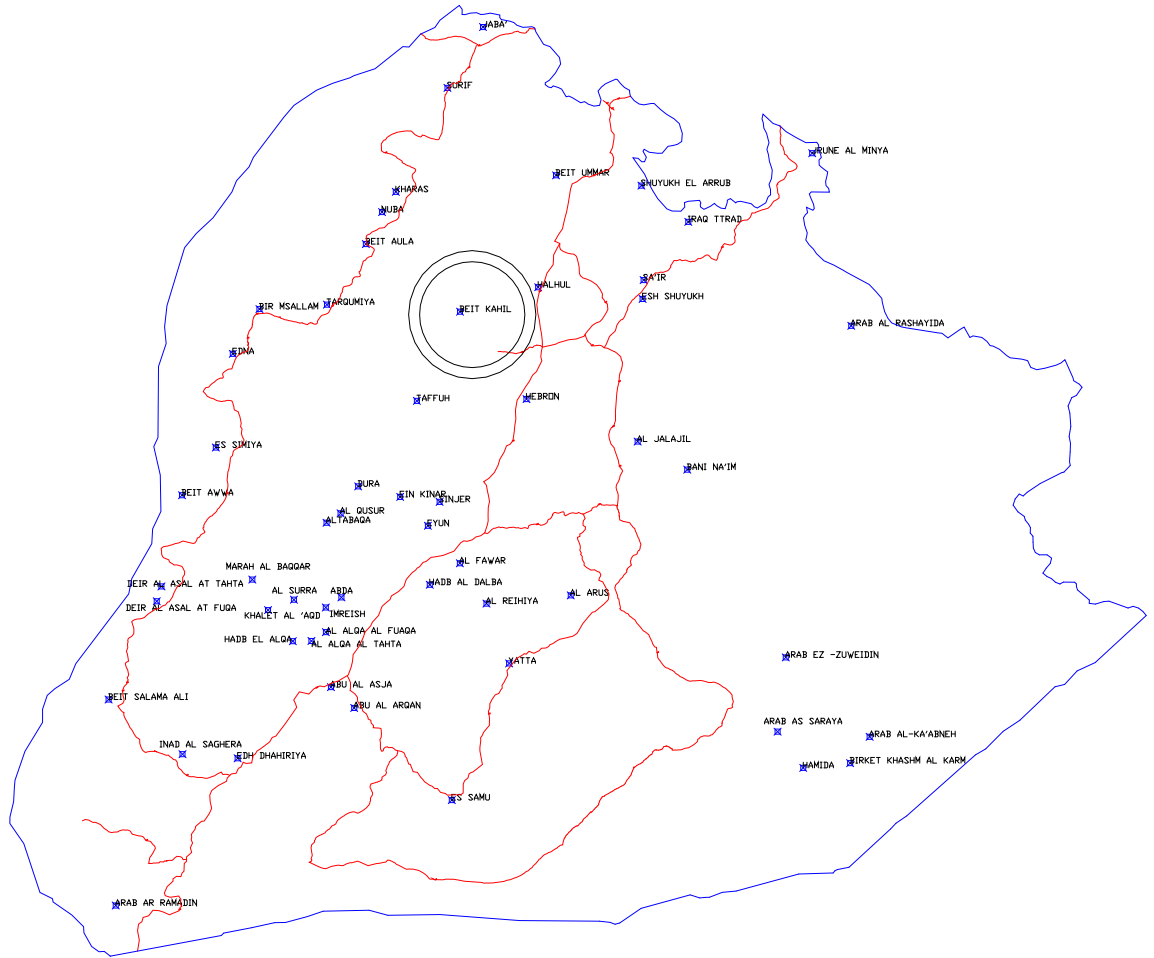 JABA'
SURIF
JRUNE AL MINYA
BEIT UMMAR
SHUYUKH EL ARRUB
KHARAS
NUBA
IRAQ TTRAD
BEIT AULA
SA'IR
HALHUL
ESH SHUYUKH
TARQUMIYA
BIR MSALLAM
BEIT KAHIL
ARAB AL RASHAYIDA
EDNA
TAFFUH
HEBRON
AL JALAJIL
ES SIMIYA
BANI NA'IM
DURA
BEIT AWWA
EIN KINAR
SINJER
AL QUSUR
ALTABAQA
EYUN
AL FAWAR
MARAH AL BAQQAR
DEIR AL ASAL AT TAHTA
HADB AL DALBA
AL SURRA
ABDA
AL ARUS
AL REIHIYA
DEIR AL ASAL AT FUQA
KHALET AL 'AQD
IMREISH
AL ALQA AL FUAQA
HADB EL ALQA
AL ALQA AL TAHTA
ARAB EZ -ZUWEIDIN
YATTA
ABU AL ASJA
BEIT SALAMA ALI
ABU AL ARQAN
ARAB AS SARAYA
ARAB AL-KA'ABNEH
INAD AL SAGHERA
EDH DHAHIRIYA
HAMIDA
BIRKET KHASHM AL KARM
ES SAMU
ARAB AR RAMADIN